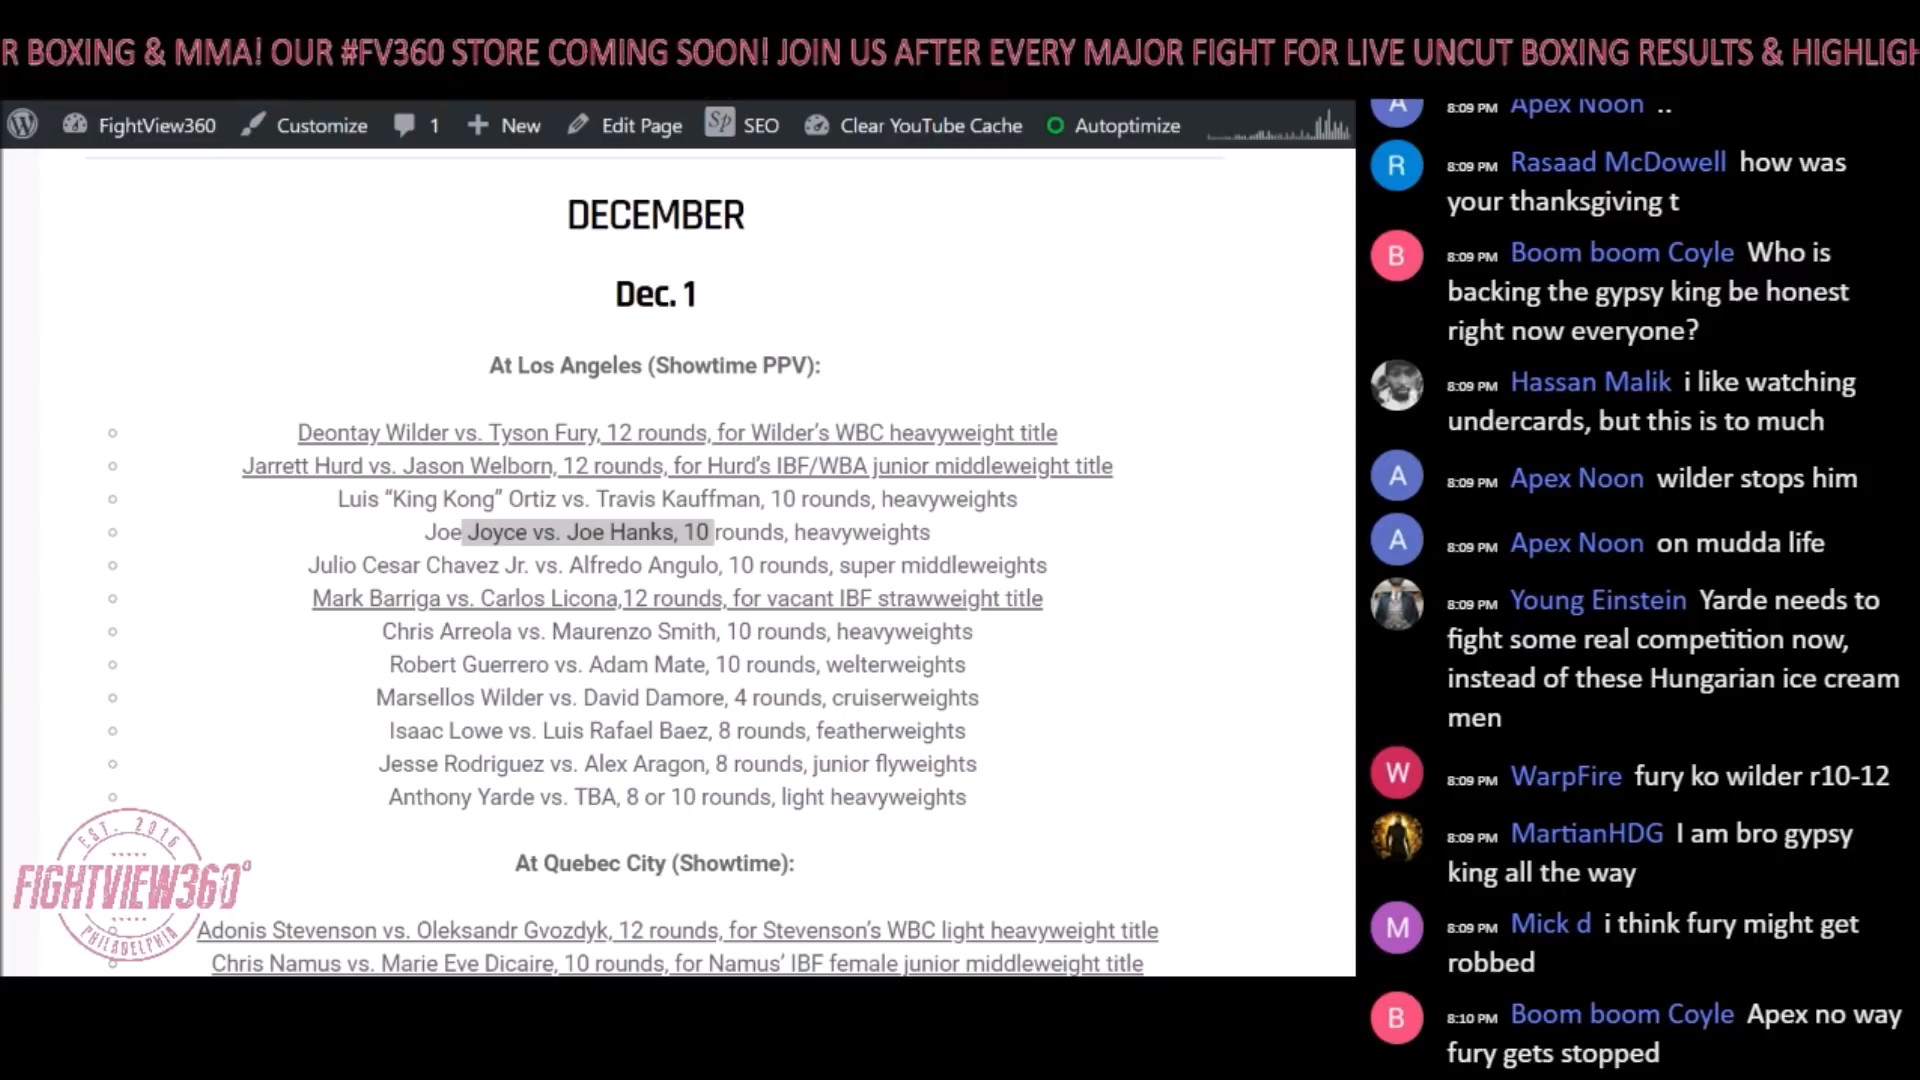 R BOXING & MMA! OUR #FV360 STORE COMING SOON! JOIN US AFTER EVERY MAJOR FIGHT FOR LIVE UNCUT BOXING RESULTS & HIGHLIGH
FightView360 Customize 1 New Edit Page SEO Clear YouTube Cache Autoptimize
DECEMBER
Dec. 1
At Los Angeles (Showtime PPV):
Deontay Wilder vs. Tyson Fury, 12 rounds, for Wilder’s WBC heavyweight title
Jarrett Hurd vs. Jason Welborn, 12 rounds, for Hurd’s IBF/WBA junior middleweight title
Luis “King Kong” Ortiz vs. Travis Kauffman, 10 rounds, heavyweights
Joe Joyce vs. Joe Hanks, 10 rounds, heavyweights
Julio Cesar Chavez Jr. vs. Alfredo Angulo, 10 rounds, super middleweights
Mark Barriga vs. Carlos Licona,12 rounds, for vacant IBF strawweight title
Chris Arreola vs. Maurenzo Smith, 10 rounds, heavyweights
Robert Guerrero vs. Adam Mate, 10 rounds, welterweights
Marsellos Wilder vs. David Damore, 4 rounds, cruiserweights
Isaac Lowe vs. Luis Rafael Baez, 8 rounds, featherweights
Jesse Rodriguez vs. Alex Aragon, 8 rounds, junior flyweights
Anthony Yarde vs. TBA, 8 or 10 rounds, light heavyweights
At Quebec City (Showtime):
Adonis Stevenson vs. Oleksandr Gvozdyk, 12 rounds, for Stevenson’s WBC light heavyweight title
Chris Namus vs. Marie Eve Dicaire, 10 rounds, for Namus’ IBF female junior middleweight title
EST. 2016
FIGHTVIEW360°
PHILADELPHIA
A 8:09 PM Apex Noon ..
R 8:09 PM Rasaad McDowell how was
your thanksgiving t
B 8:09 PM Boom boom Coyle Who is
backing the gypsy king be honest
right now everyone?
8:09 PM Hassan Malik i like watching
undercards, but this is to much
A 8:09 PM Apex Noon wilder stops him
A 8:09 PM Apex Noon on mudda life
8:09 PM Young Einstein Yarde needs to
fight some real competition now,
instead of these Hungarian ice cream
men
W 8:09 PM WarpFire fury ko wilder r10-12
8:09 PM MartianHDG I am bro gypsy
king all the way
M 8:09 PM Mick d i think fury might get
robbed
B 8:10 PM Boom boom Coyle Apex no way
fury gets stopped